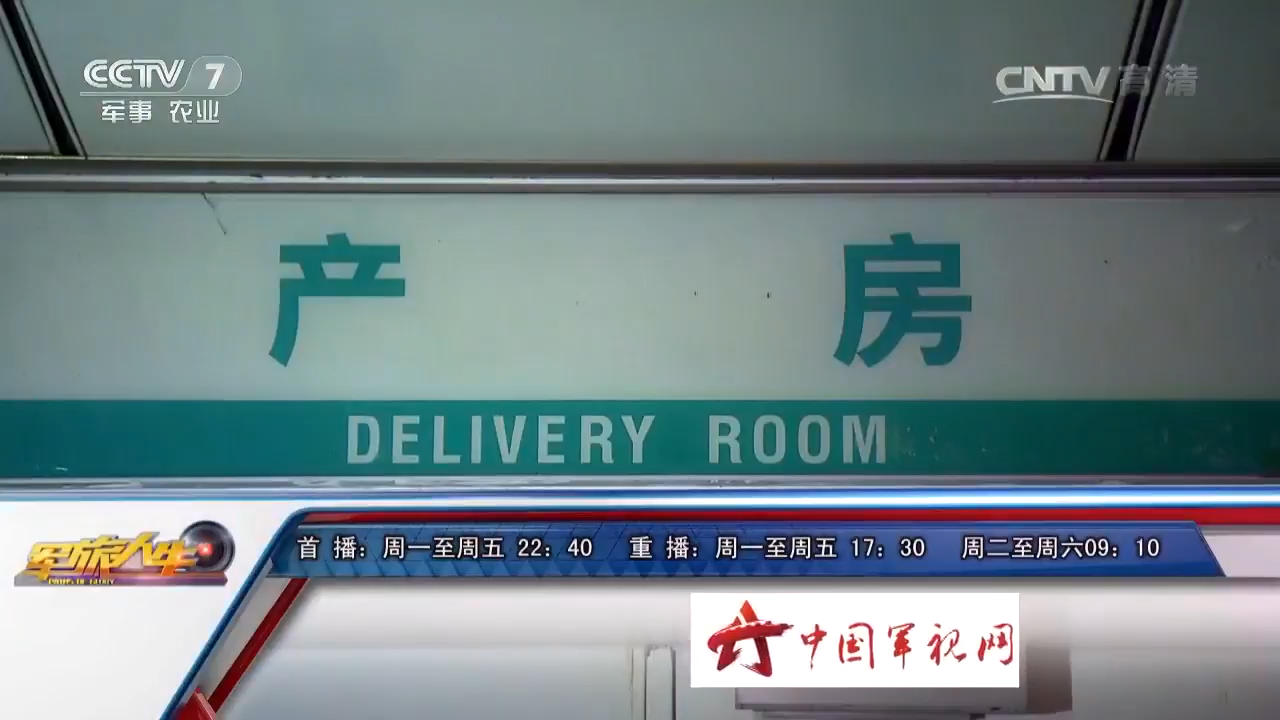 CCTV 7
军事 农业
CNTV 高清
产 房
DELIVERY ROOM
军旅人生
首 播：周一至周五 22：40 重 播：周一至周五 17：30 周二至周六09：10
中国军视网